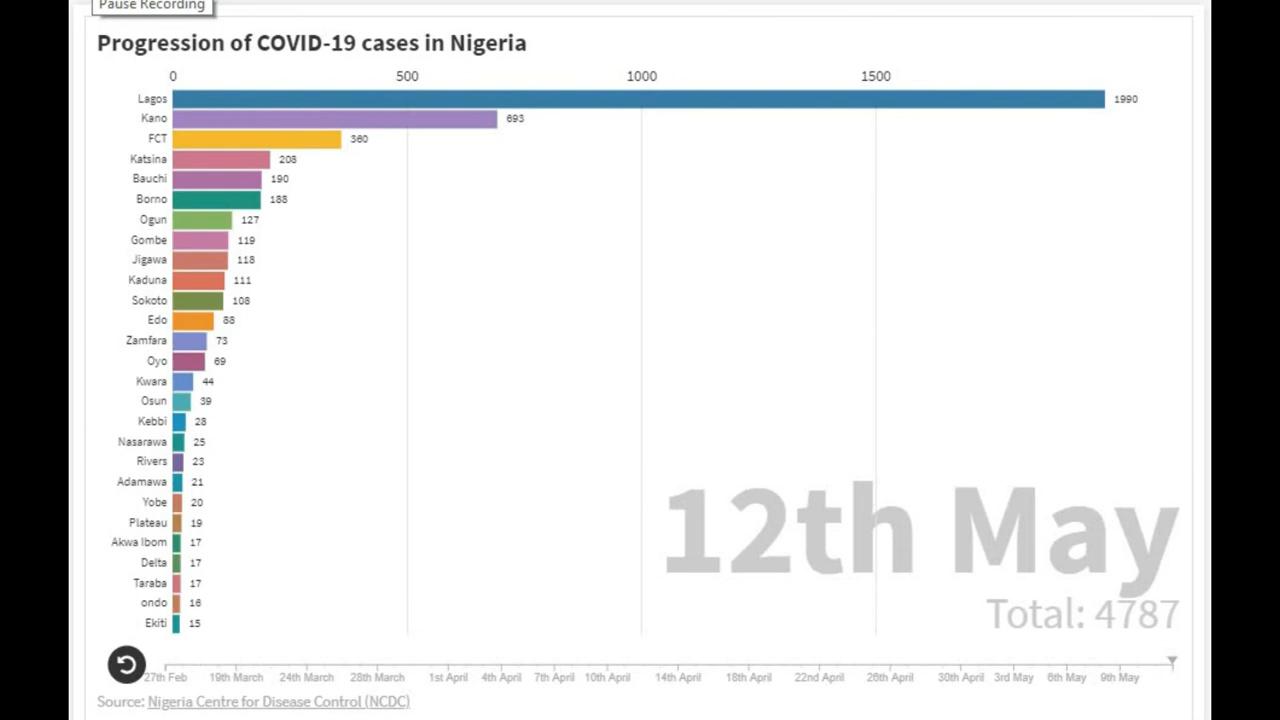 Pause Recording
Progression of COVID-19 cases in Nigeria
0 500 1000 1500
Lagos 1990
Kano 693
FCT 360
Katsina 208
Bauchi 190
Borno 188
Ogun 127
Gombe 119
Jigawa 118
Kaduna 111
Sokoto 108
Edo 88
Zamfara 73
Oyo 69
Kwara 44
Osun 39
Kebbi 28
Nasarawa 25
Rivers 23
Adamawa 21
Yobe 20
Plateau 19
Akwa Ibom 17
Delta 17
Taraba 17
ondo 16
Ekiti 15
12th May
Total: 4787
27th Feb 19th March 24th March 28th March 1st April 4th April 7th April 10th April 14th April 18th April 22nd April 26th April 30th April 3rd May 6th May 9th May
Source: Nigeria Centre for Disease Control (NCDC)